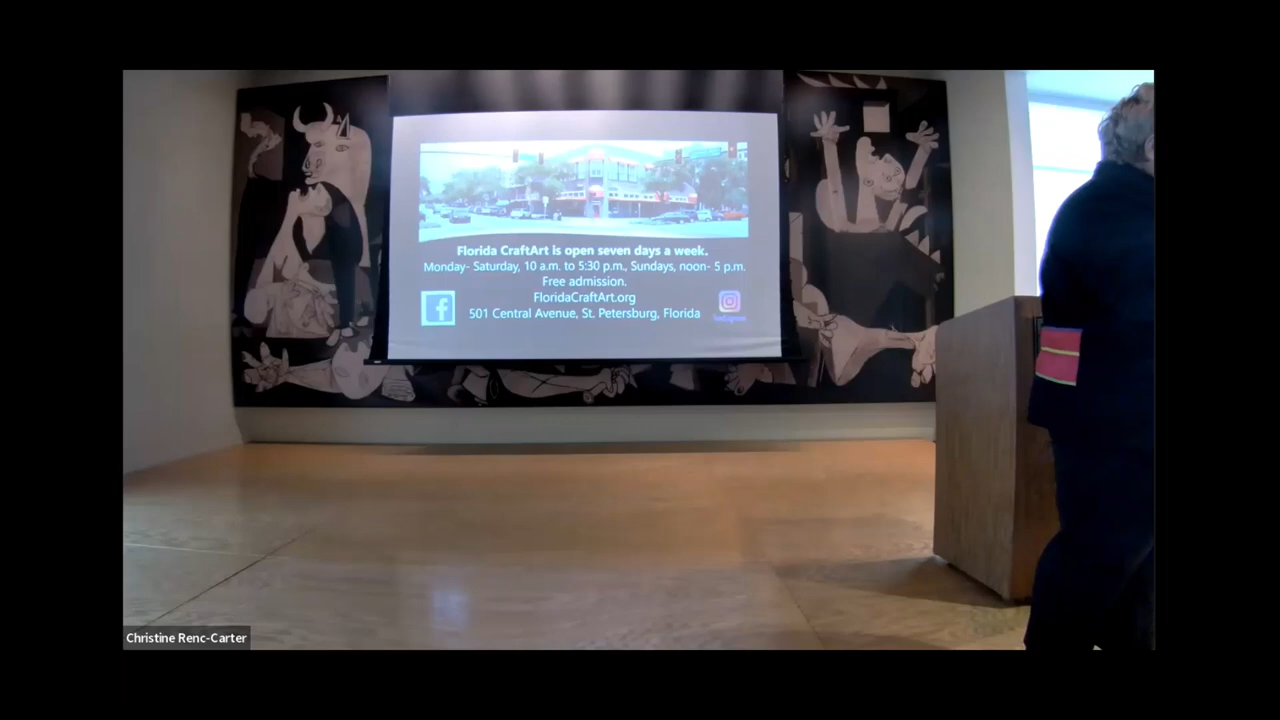 Florida CraftArt is open seven days a week.
Monday- Saturday, 10 a.m. to 5:30 p.m., Sundays, noon- 5 p.m.
Free admission.
FloridaCraftArt.org
501 Central Avenue, St. Petersburg, Florida
Christine Renc-Carter